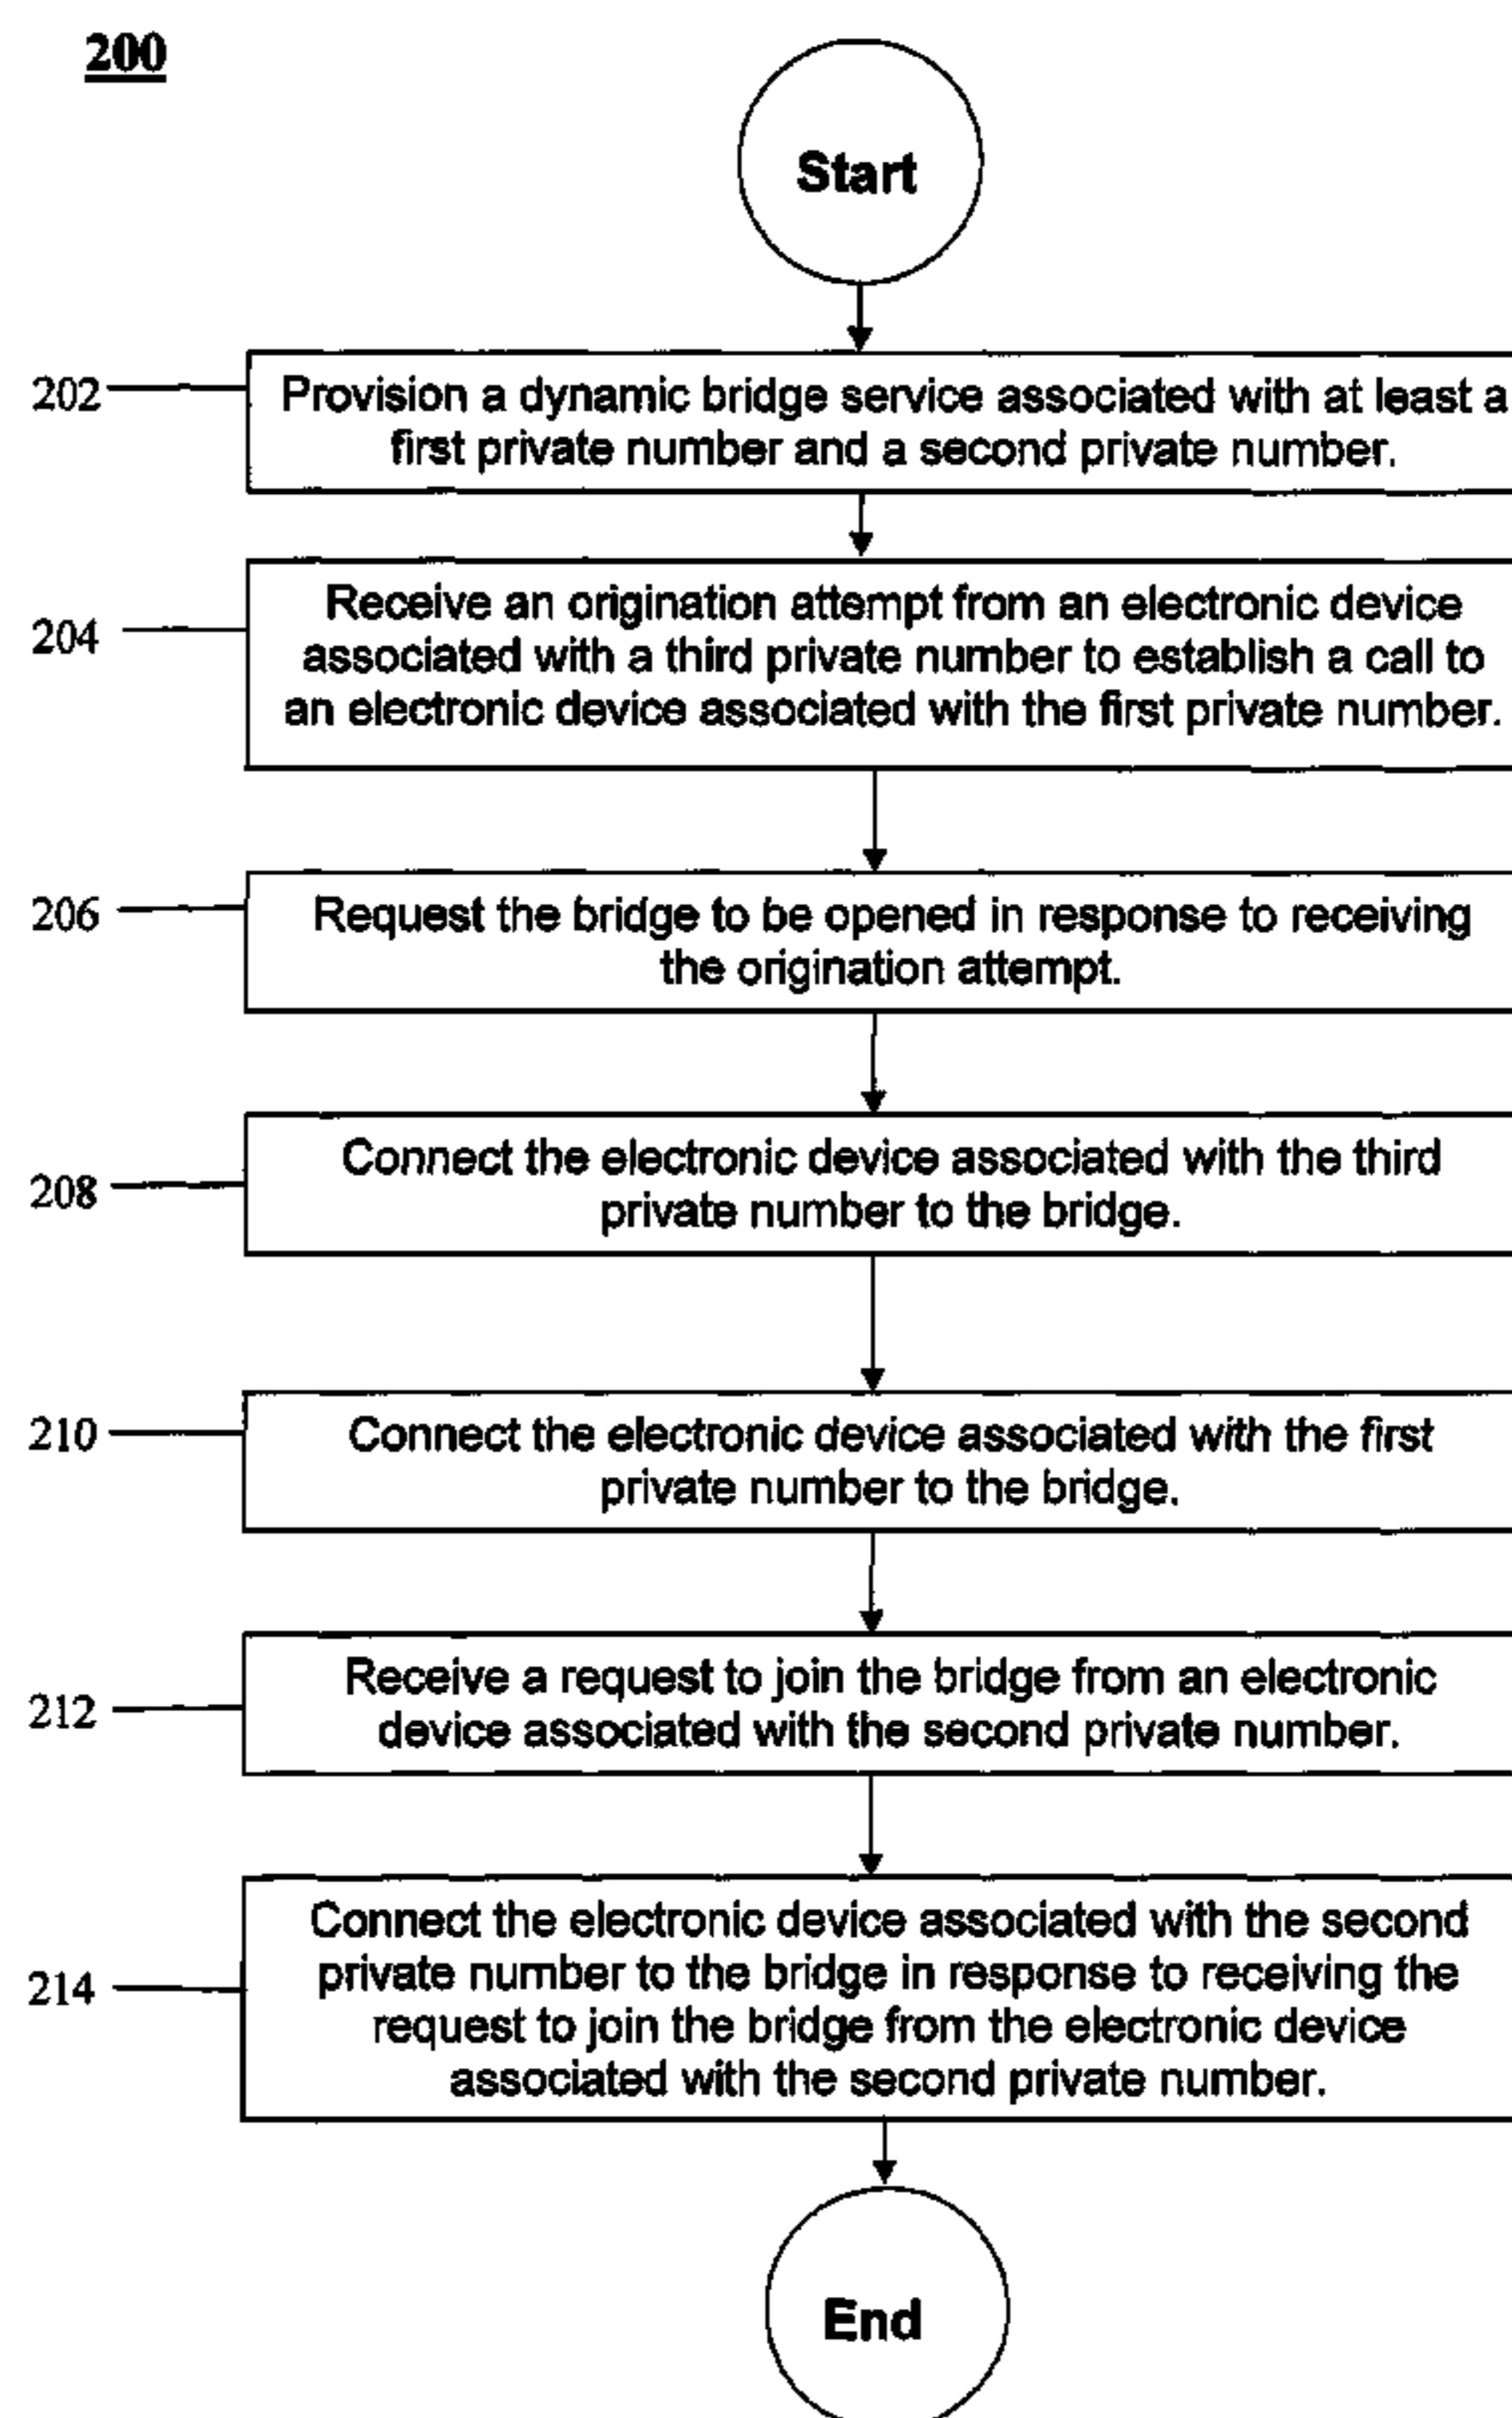 200
Start
202
Provision a dynamic bridge service associated with at least a
first private number and a second private number.
204
Receive an origination attempt from an electronic device
associated with a third private number to establish a call to
an electronic device associated with the first private number.
206
Request the bridge to be opened in response to receiving
the origination attempt.
208
Connect the electronic device associated with the third
private number to the bridge.
210
Connect the electronic device associated with the first
private number to the bridge.
212
Receive a request to join the bridge from an electronic
device associated with the second private number.
214
Connect the electronic device associated with the second
private number to the bridge in response to receiving the
request to join the bridge from the electronic device
associated with the second private number.
End